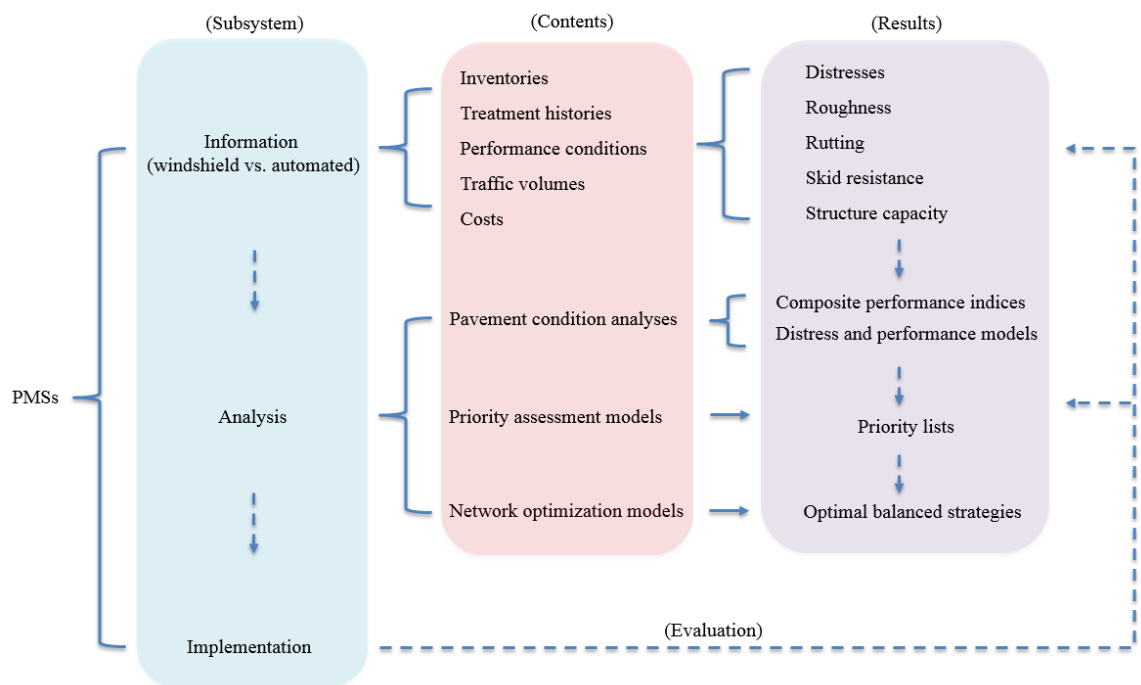 (Subsystem)
(Contents)
(Results)
PMSs
Information
(windshield vs. automated)
Analysis
Implementation
Inventories
Treatment histories
Performance conditions
Traffic volumes
Costs
Pavement condition analyses
Priority assessment models
Network optimization models
Distresses
Roughness
Rutting
Skid resistance
Structure capacity
Composite performance indices
Distress and performance models
Priority lists
Optimal balanced strategies
(Evaluation)